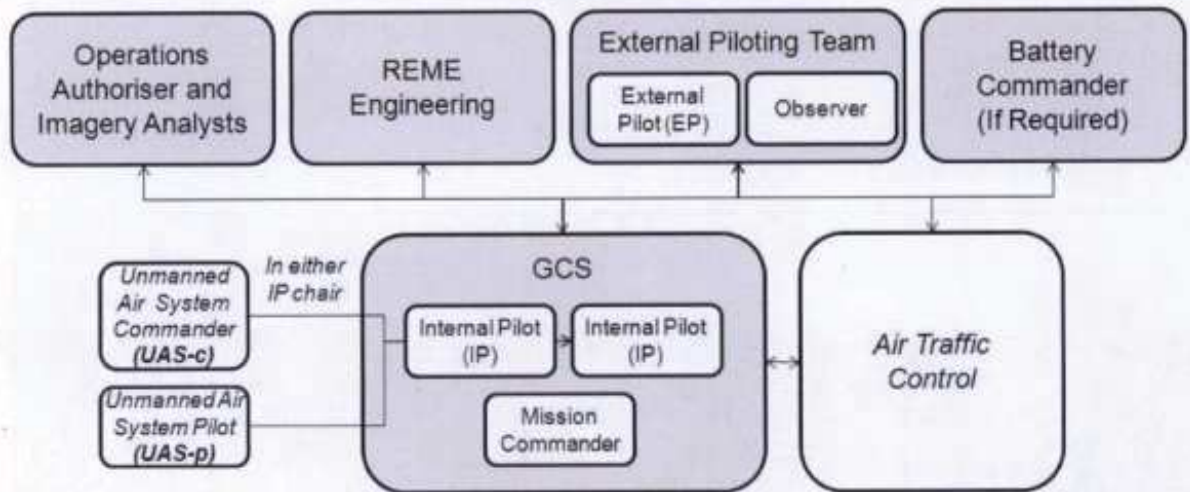 Operations
Authoriser and
Imagery Analysts
REME
Engineering
External Piloting Team
External
Pilot (EP)
Observer
Battery
Commander
(If Required)
Unmanned
Air System
Commander
(UAS-c)
In either
IP chair
Unmanned Air
System Pilot
(UAS-p)
GCS
Internal Pilot
(IP)
Internal Pilot
(IP)
Mission
Commander
Air Traffic
Control